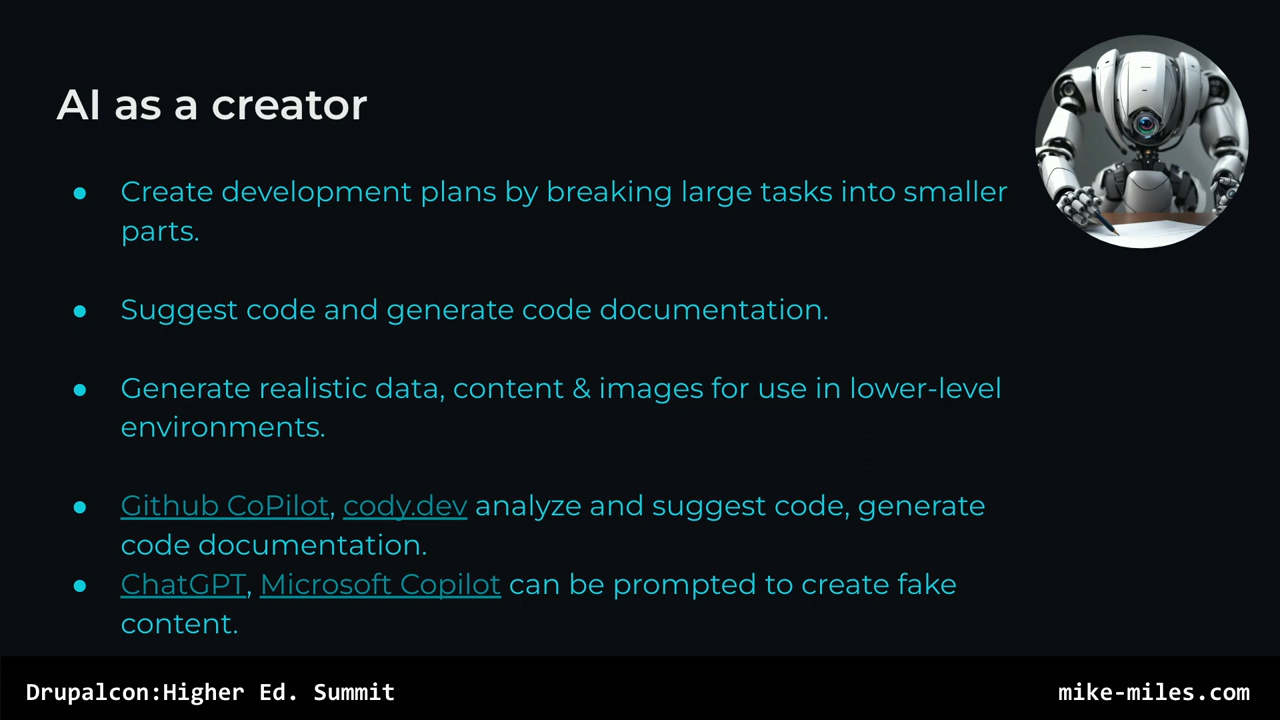 AI as a creator
● Create development plans by breaking large tasks into smaller
parts.
● Suggest code and generate code documentation.
● Generate realistic data, content & images for use in lower-level
environments.
● Github CoPilot, cody.dev analyze and suggest code, generate
code documentation.
● ChatGPT, Microsoft Copilot can be prompted to create fake
content.
Drupalcon:Higher Ed. Summit
mike-miles.com